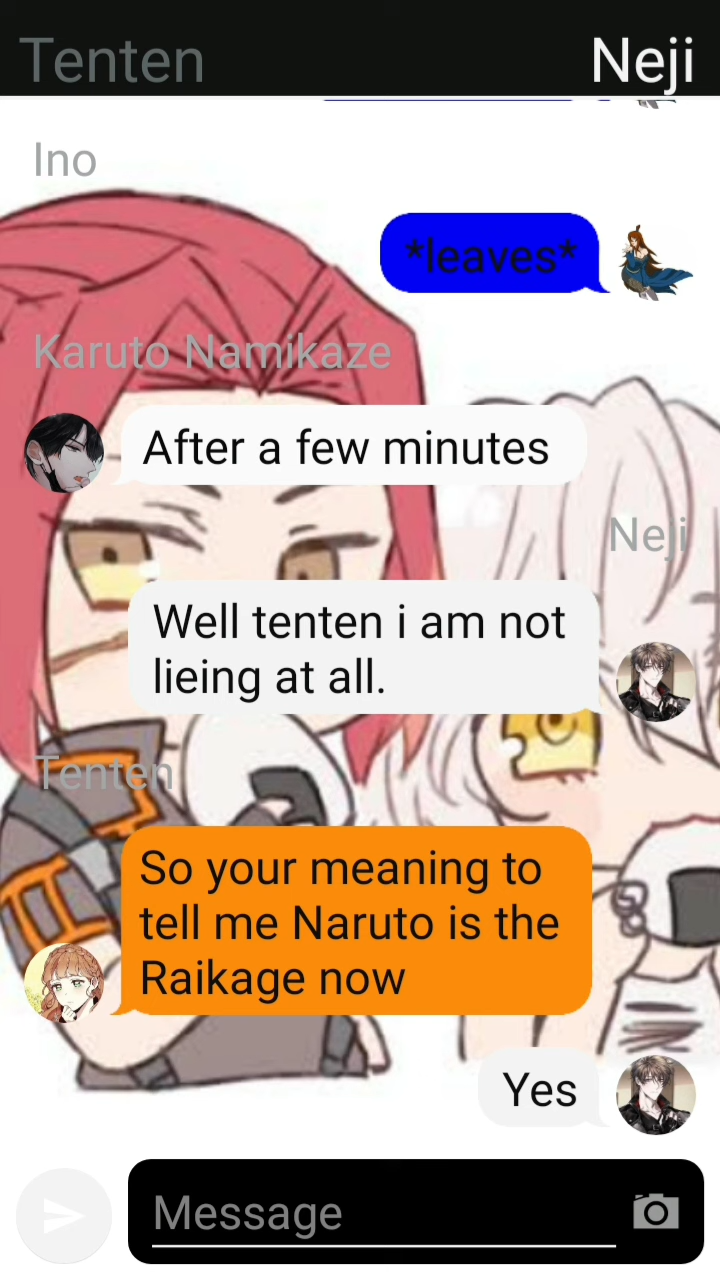 Tenten Neji
Ino
*leaves*
Karuto Namikaze
After a few minutes
Neji
Well tenten i am not
lieing at all.
Tenten
So your meaning to
tell me Naruto is the
Raikage now
Yes
Message